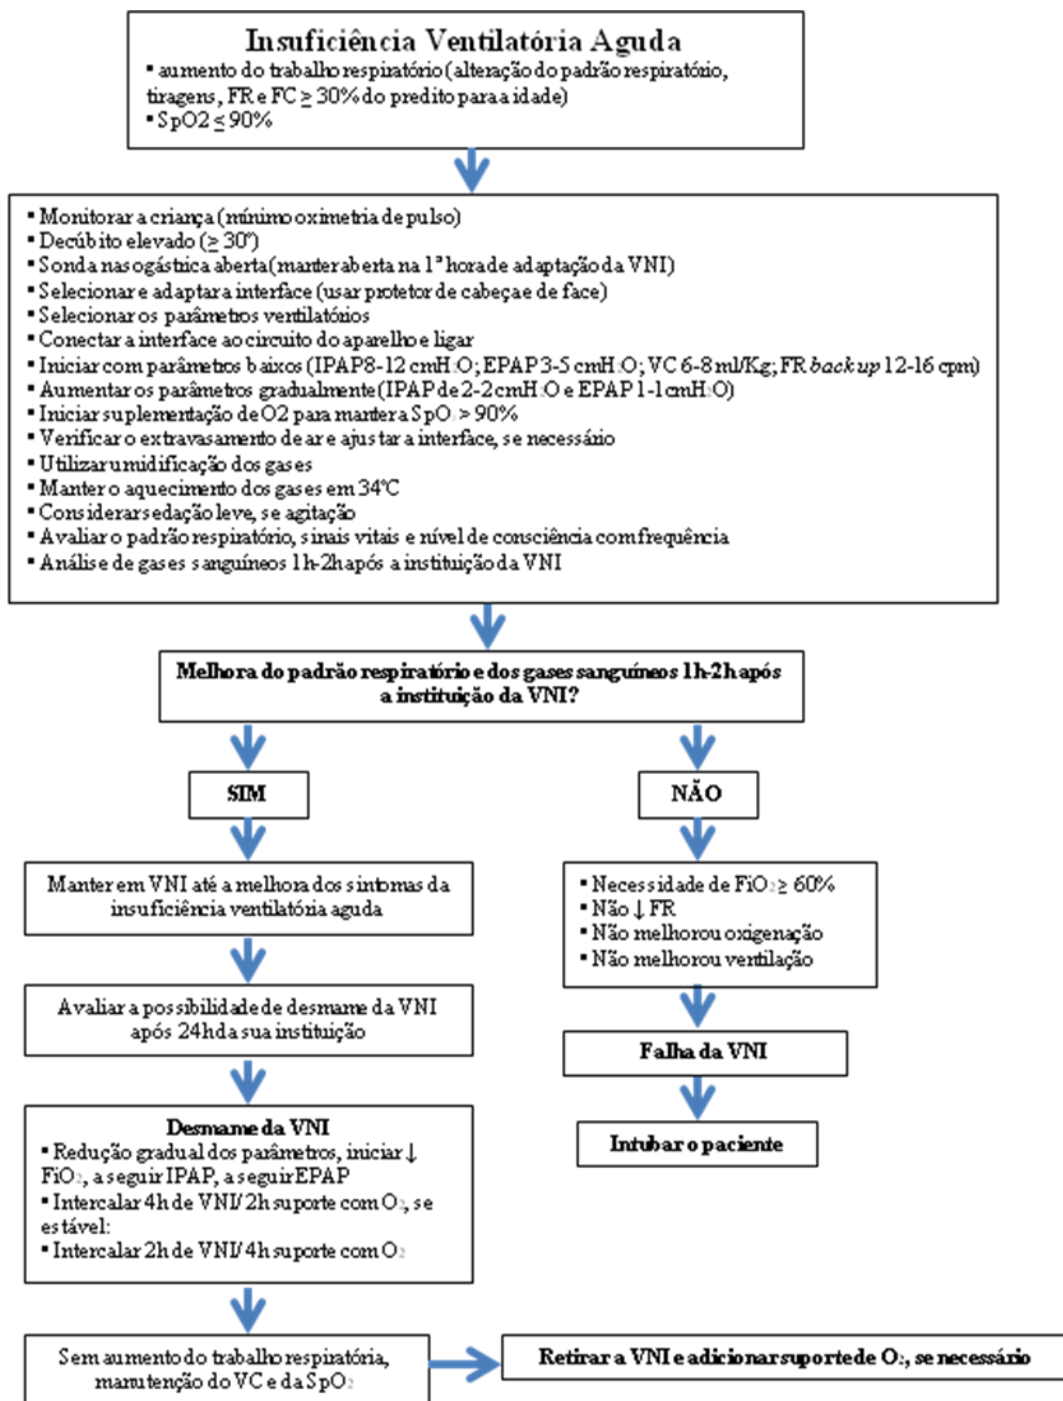 Insuficiência Ventilatória Aguda
▪ aumento do trabalho respiratório (alteração do padrão respiratório,
tiragens, FR e FC ≥ 30% do predito para a idade)
▪ SpO2 ≤ 90%
▪ Monitorar a criança (mínimo oximetria de pulso)
▪ Decúbito elevado (≥ 30°)
▪ Sonda nasogástrica aberta (manter aberta na 1ª hora de adaptação da VNI)
▪ Selecionar e adaptar a interface (usar protetor de cabeça e de face)
▪ Selecionar os parâmetros ventilatórios
▪ Conectar a interface ao circuito do aparelho e ligar
▪ Iniciar com parâmetros baixos (IPAP 8-12 cmH2O; EPAP 3-5 cmH2O; VC 6-8 ml/Kg; FR backup 12-16 cpm)
▪ Aumentar os parâmetros gradualmente (IPAP de 2-2 cmH2O e EPAP 1-1 cmH2O)
▪ Iniciar suplementação de O2 para manter a SpO2 > 90%
▪ Verificar o extravasamento de ar e ajustar a interface, se necessário
▪ Utilizar umidificação dos gases
▪ Manter o aquecimento dos gases em 34°C
▪ Considerar sedação leve, se agitação
▪ Avaliar o padrão respiratório, sinais vitais e nível de consciência com frequência
▪ Análise de gases sanguíneos 1h-2h após a instituição da VNI
Melhora do padrão respiratório e dos gases sanguíneos 1h-2h após
a instituição da VNI?
SIM
NÃO
Manter em VNI até a melhora dos sintomas da
insuficiência ventilatória aguda
▪ Necessidade de FiO2 ≥ 60%
▪ Não ↓ FR
▪ Não melhorou oxigenação
▪ Não melhorou ventilação
Avaliar a possibilidade de desmame da VNI
após 24h da sua instituição
Falha da VNI
Desmame da VNI
▪ Redução gradual dos parâmetros, iniciar ↓
FiO2, a seguir IPAP, a seguir EPAP
▪ Intercalar 4h de VNI/ 2h suporte com O2, se
estável:
▪ Intercalar 2h de VNI/ 4h suporte com O2
Intubar o paciente
Sem aumento do trabalho respiratória,
manutenção do VC e da SpO2
Retirar a VNI e adicionar suporte de O2, se necessário